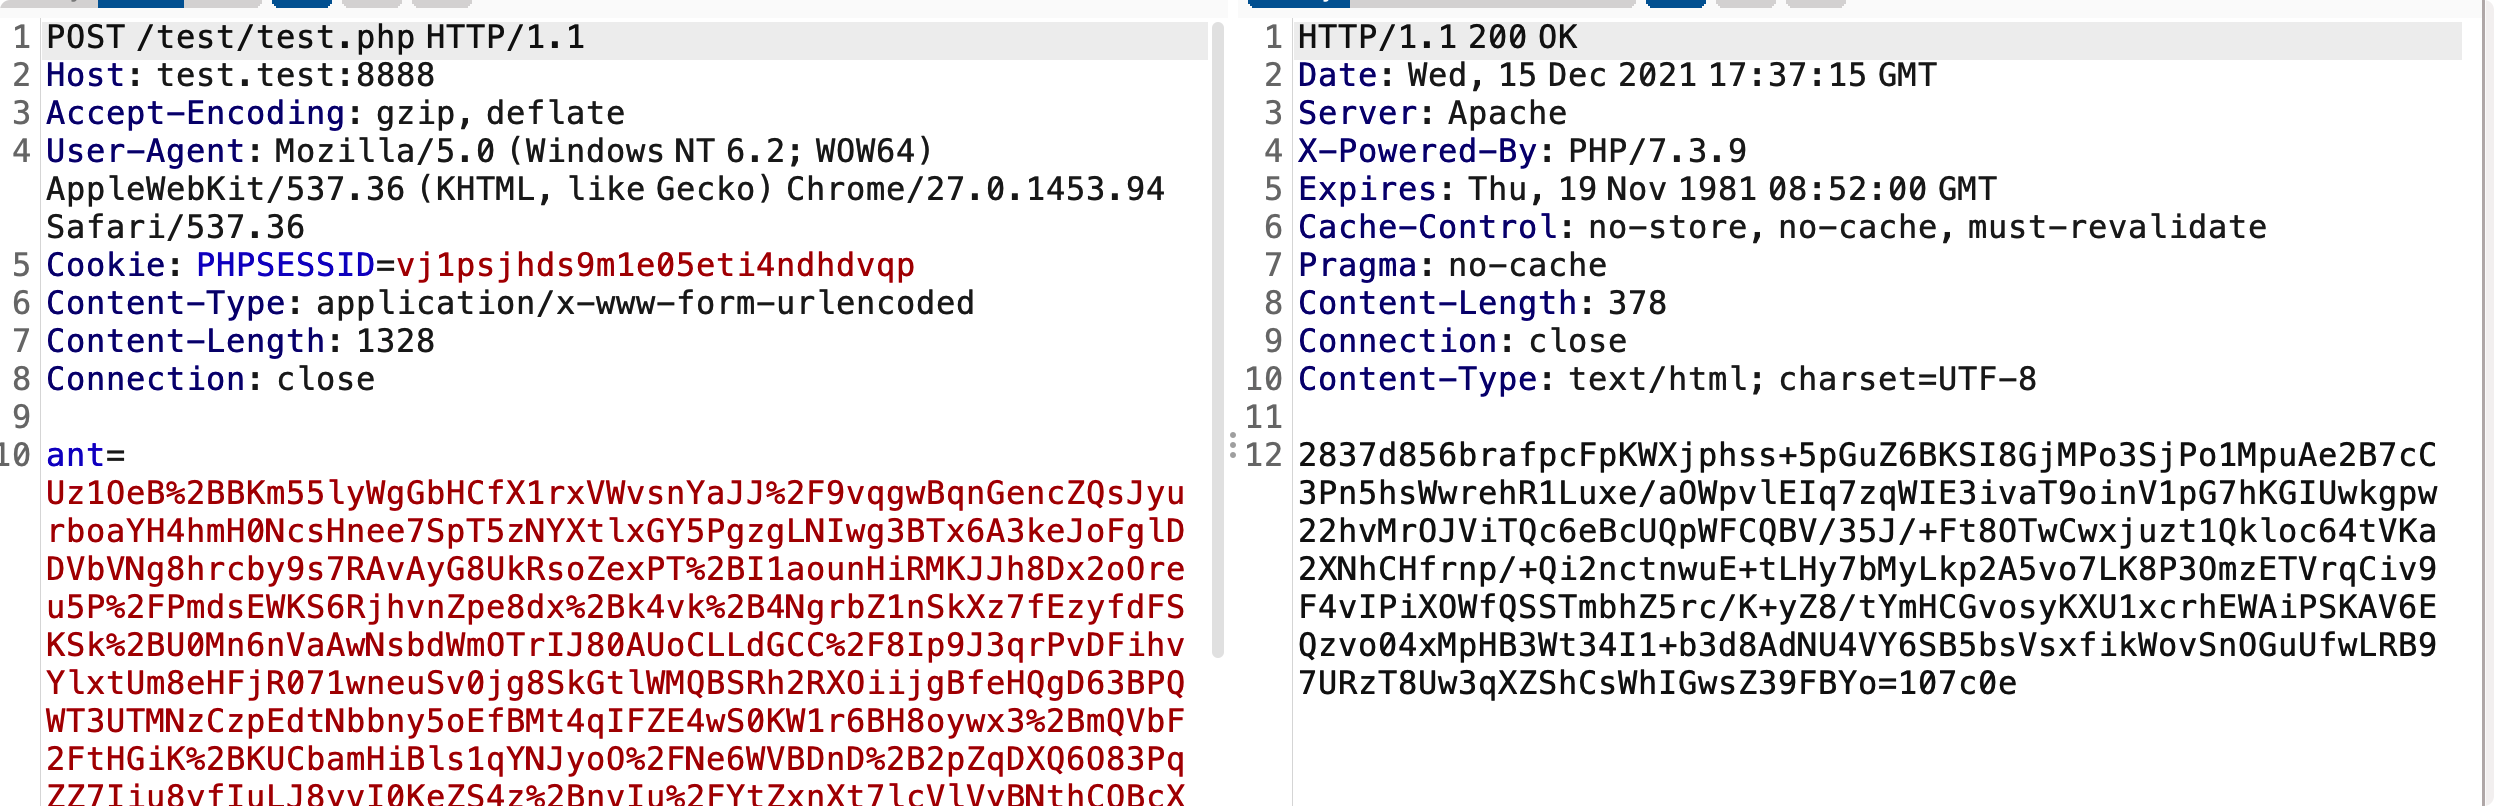 1 POST /test/test.php HTTP/1.1
2 Host: test.test:8888
3 Accept-Encoding: gzip, deflate
4 User-Agent: Mozilla/5.0 (Windows NT 6.2; WOW64)
AppleWebKit/537.36 (KHTML, like Gecko) Chrome/27.0.1453.94
Safari/537.36
5 Cookie: PHPSESSID=vj1psjhds9m1e05eti4ndhdvqp
6 Content-Type: application/x-www-form-urlencoded
7 Content-Length: 1328
8 Connection: close
9
10 ant=
Uz1OeB%2BBKm55lyWgGbHCfX1rxVWvsnYaJJ%2F9vqgwBqnGencZQsJyu
rboaYH4hmH0NcsHnee7SpT5zNYXtlxGY5PgzgLNIwg3BTx6A3keJoFglD
DVbVNg8hrcby9s7RAvAyG8UkRsoZexPT%2BI1aounHiRMKJJh8Dx2oOre
u5P%2FPmdsEWKS6RjhvnZpe8dx%2Bk4vk%2B4NgrbZ1nSkXz7fEzyfdFS
KSk%2BU0Mn6nVaAwNsbdWmOTrIJ80AUoCLLdGCC%2F8Ip9J3qrPvDFihv
YlxtUm8eHFjR071wneuSv0jg8SkGtlWMQBSRh2RXOiijgBfeHQgD63BPQ
WT3UTMNzCzpEdtNbbny5oEfBMt4qIFZE4wS0KW1r6BH8oywx3%2BmQVbF
2FtHGiK%2BKUCbamHiBls1qYNJyoO%2FNe6WVBDnD%2B2pZqDXQ6O83Pq
ZZ7Iiu8vfIuLJ8vvI0KeZS4z%2BnvIu%2FYtZxnXt7lcVlVvBNthCOBcX
1 HTTP/1.1 200 OK
2 Date: Wed, 15 Dec 2021 17:37:15 GMT
3 Server: Apache
4 X-Powered-By: PHP/7.3.9
5 Expires: Thu, 19 Nov 1981 08:52:00 GMT
6 Cache-Control: no-store, no-cache, must-revalidate
7 Pragma: no-cache
8 Content-Length: 378
9 Connection: close
10 Content-Type: text/html; charset=UTF-8
11
12 2837d856brafpcFpKWXjphss+5pGuZ6BKSI8GjMPo3SjPo1MpuAe2B7cC
3Pn5hsWwrehR1Luxe/aOWpvlEIq7zqWIE3ivaT9oinV1pG7hKGIUwkgpw
22hvMrOJViTQc6eBcUQpWFCQBV/35J/+Ft8OTwCwxjuzt1Qkloc64tVKa
2XNhCHfrnp/+Qi2nctnwuE+tLHy7bMyLkp2A5vo7LK8P3OmzETVrqCiv9
F4vIPiXOWfQSSTmbhZ5rc/K+yZ8/tYmHCGvosyKXU1xcrhEWAiPSKAV6E
Qzvo04xMpHB3Wt34I1+b3d8AdNU4VY6SB5bsVsxfikWovSnOGuUfwLRB9
7URzT8Uw3qXZShCsWhIGwsZ39FBYo=107c0e